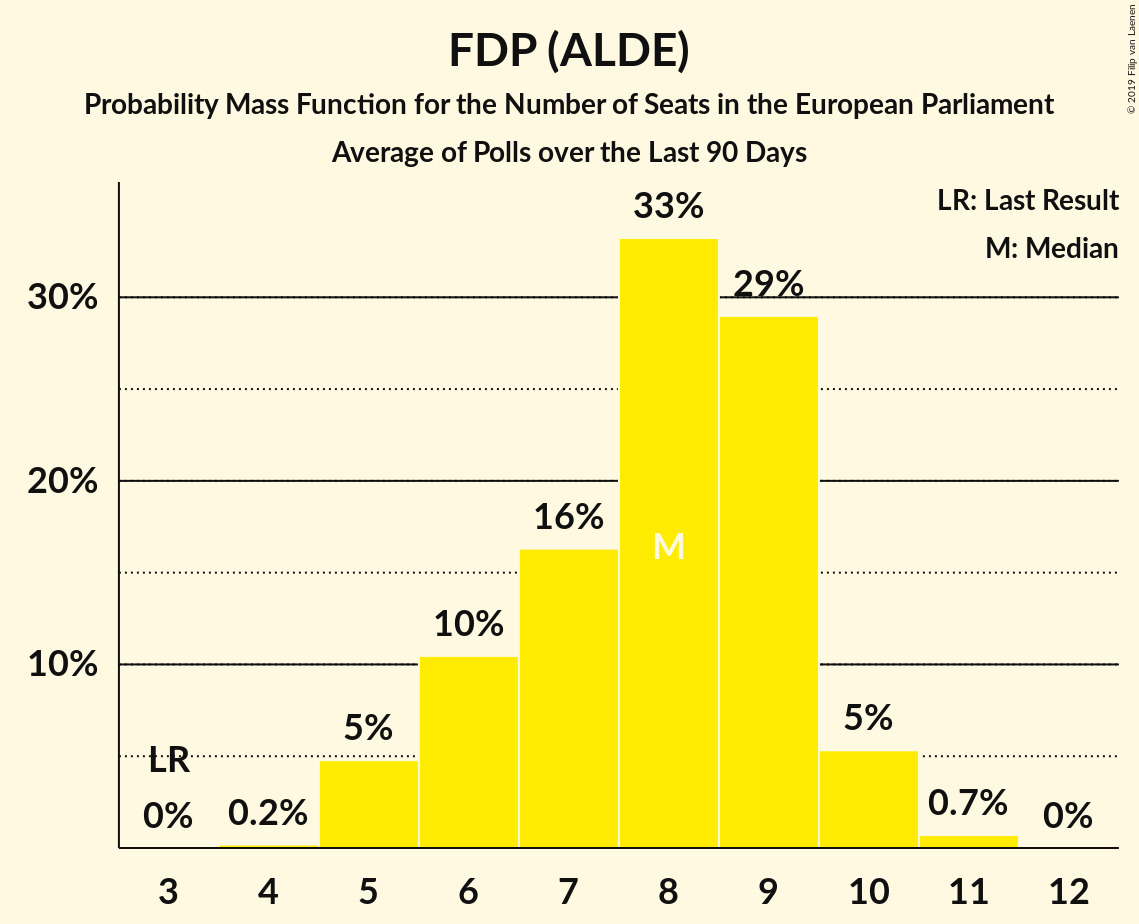 FDP (ALDE)
Probability Mass Function for the Number of Seats in the European Parliament
Average of Polls over the Last 90 Days
© 2019 Filip van Laenen
LR: Last Result
M: Median
33%
29%
30%
20%
16%
M
10%
10%
5%
5%
LR
0%
0.2%
0.7%
0%
3 4 5 6 7 8 9 10 11 12